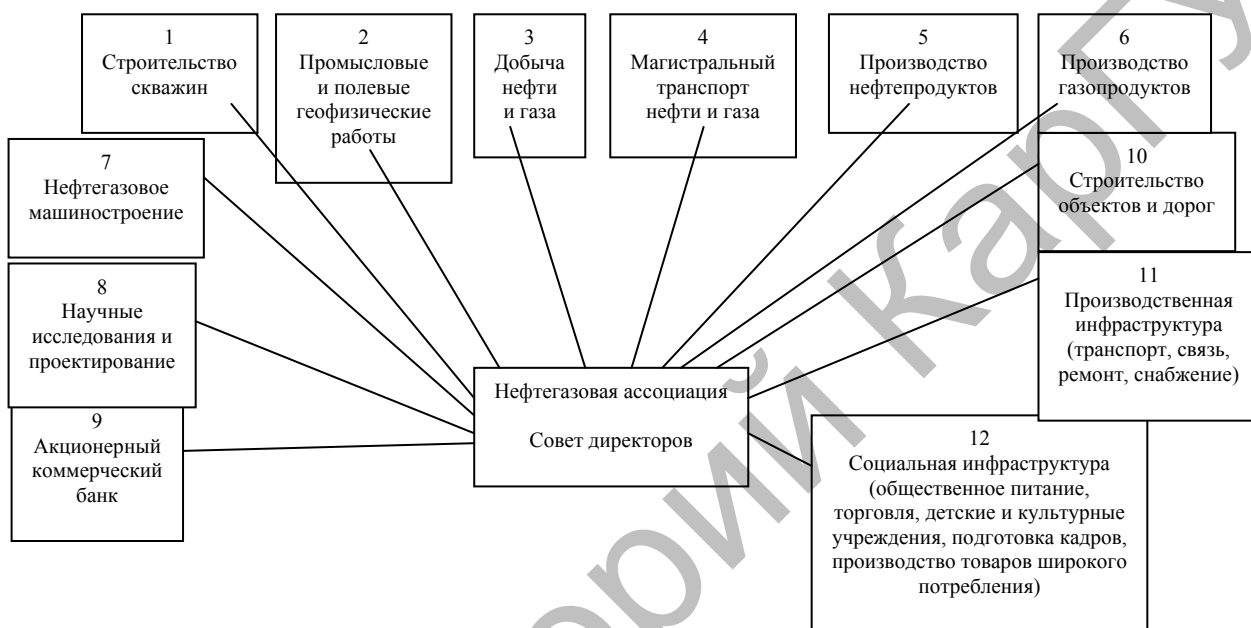 1
Строительство
скважин
2
Промысловые
и полевые
геофизические
работы
3
Добыча
нефти
и газа
4
Магистральный
транспорт
нефти и газа
5
Производство
нефтепродуктов
6
Производство
газопродуктов
7
Нефтегазовое
машиностроение
10
Строительство
объектов и дорог
8
Научные
исследования и
проектирование
11
Производственная
инфраструктура
(транспорт, связь,
ремонт, снабжение)
Нефтегазовая ассоциация
Совет директоров
9
Акционерный
коммерческий
банк
12
Социальная инфраструктура
(общественное питание,
торговля, детские и культурные
учреждения, подготовка кадров,
производство товаров широкого
потребления)
рий КарГУ